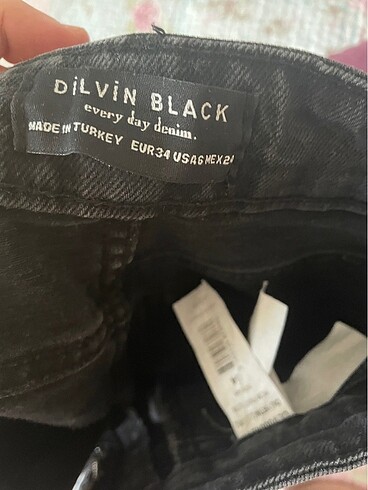 DİLVİN BLACK
every day denim.
MADE IN TURKEY EUR34 USA6 MEX24